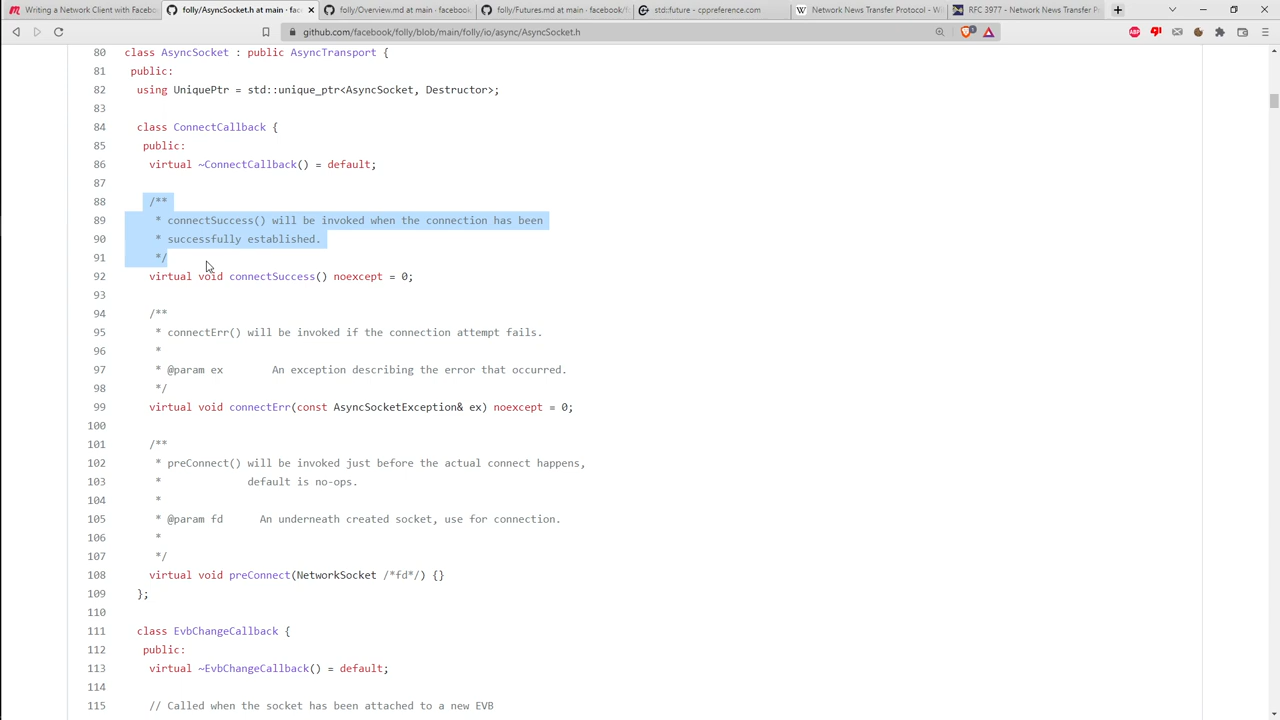 Writing a Network Client with Faceb
folly/AsyncSocket.h at main · face
folly/Overview.md at main · facebook
folly/Futures.md at main · facebook/f
std::future - cppreference.com
Network News Transfer Protocol - Wi
RFC 3977 - Network News Transfer P
github.com/facebook/folly/blob/main/folly/io/async/AsyncSocket.h
80 class AsyncSocket : public AsyncTransport {
81 public:
82 using UniquePtr = std::unique_ptr<AsyncSocket, Destructor>;
83
84 class ConnectCallback {
85 public:
86 virtual ~ConnectCallback() = default;
87
88 /**
89 * connectSuccess() will be invoked when the connection has been
90 * successfully established.
91 */
92 virtual void connectSuccess() noexcept = 0;
93
94 /**
95 * connectErr() will be invoked if the connection attempt fails.
96 *
97 * @param ex An exception describing the error that occurred.
98 */
99 virtual void connectErr(const AsyncSocketException& ex) noexcept = 0;
100
101 /**
102 * preConnect() will be invoked just before the actual connect happens,
103 * default is no-ops.
104 *
105 * @param fd An underneath created socket, use for connection.
106 *
107 */
108 virtual void preConnect(NetworkSocket /*fd*/) {}
109 };
110
111 class EvbChangeCallback {
112 public:
113 virtual ~EvbChangeCallback() = default;
114
115 // Called when the socket has been attached to a new EVB